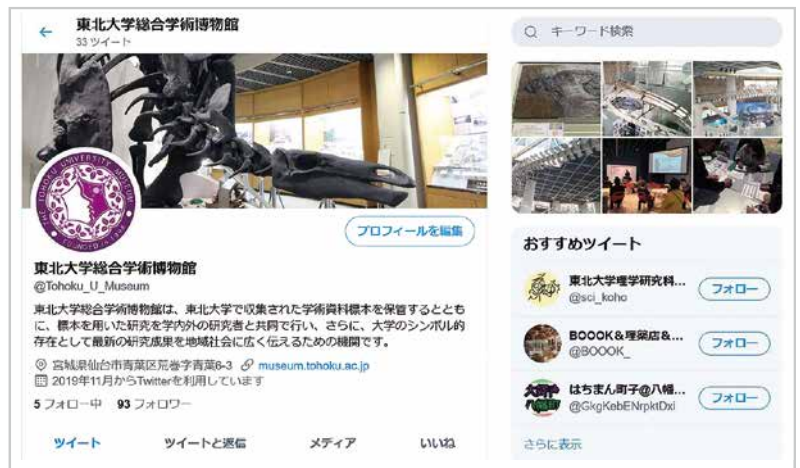 東北大学総合学術博物館
33 ツイート
キーワード検索
THE TOHOKU UNIVERSITY MUSEUM
プロフィールを編集
東北大学総合学術博物館
@Tohoku_U_Museum
東北大学総合学術博物館は、東北大学で収集された学術資料標本を保管するととも
に、標本を用いた研究を学内外の研究者と共同で行い、さらに、大学のシンボル的
存在として最新の研究成果を地域社会に広く伝えるための機関です。
宮城県仙台市青葉区荒巻字青葉6-3 museum.tohoku.ac.jp
2019年11月からTwitterを利用しています
5 フォロー中 93 フォロワー
ツイート ツイートと返信 メディア いいね
おすすめツイート
東北大学理学研究科...
@sci_koho
フォロー
BOOOK&理薬店&...
@BOOOK_
フォロー
はちまん町子@八幡...
@GkgKebENrpktDxi
フォロー
さらに表示